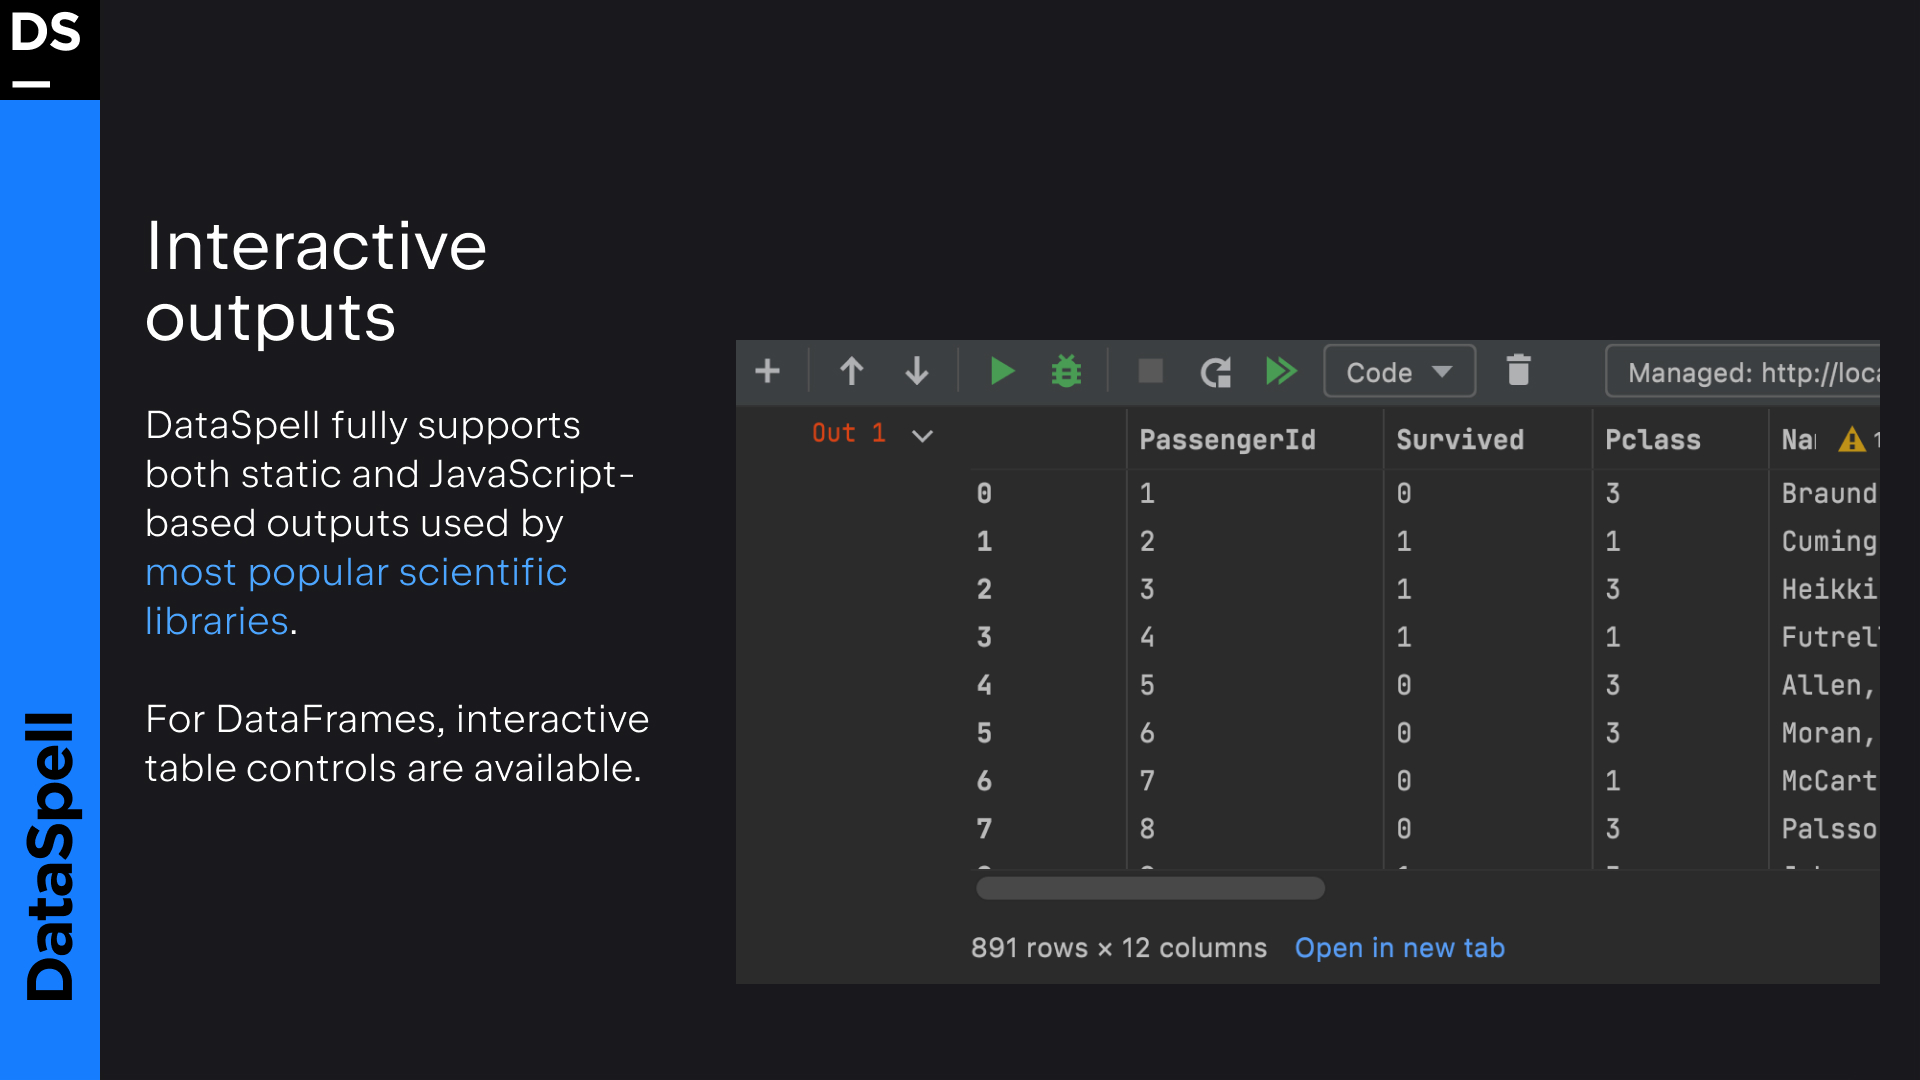 DS
DataSpell
Interactive
outputs
DataSpell fully supports
both static and JavaScript-
based outputs used by
most popular scientific
libraries.
For DataFrames, interactive
table controls are available.
Code
Managed: http://loca
Out 1
PassengerId Survived Pclass Na
0 1 0 3 Braund
1 2 1 1 Cuming
2 3 1 3 Heikki
3 4 1 1 Futrel
4 5 0 3 Allen,
5 6 0 3 Moran,
6 7 0 1 McCart
7 8 0 3 Palsso
891 rows × 12 columns Open in new tab